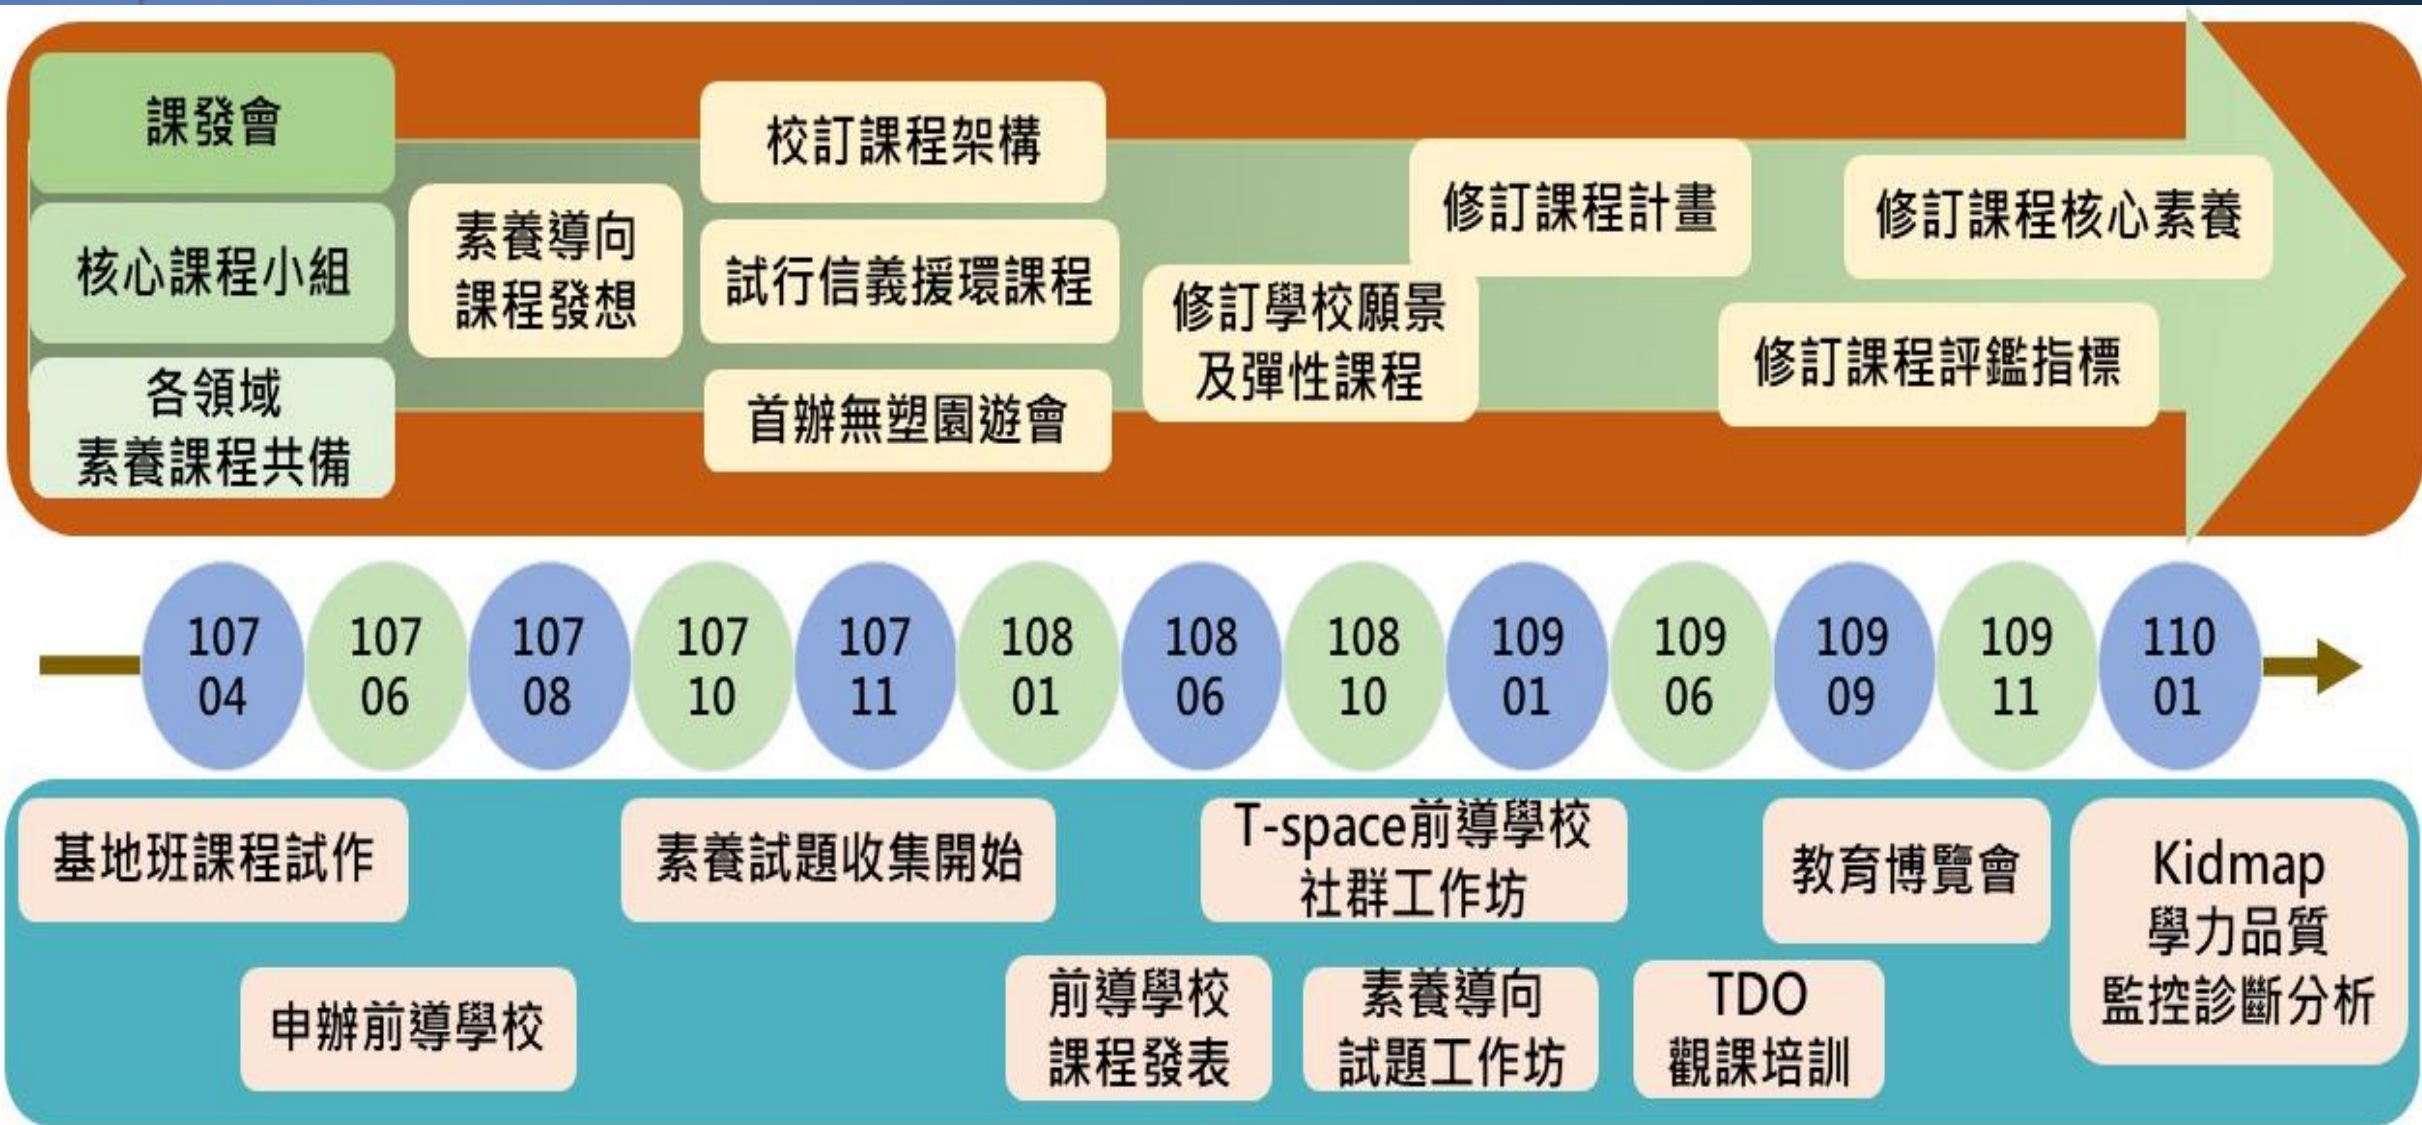 課發會
核心課程小組
各領域
素養課程共備
素養導向
課程發想
校訂課程架構
試行信義援環課程
首辦無塑園遊會
修訂學校願景
及彈性課程
修訂課程計畫
修訂課程評鑑指標
修訂課程核心素養
107
04
107
06
107
08
107
10
107
11
108
01
108
06
108
10
109
01
109
06
109
09
109
11
110
01
基地班課程試作
申辦前導學校
素養試題收集開始
前導學校
課程發表
T-space前導學校
社群工作坊
素養導向
試題工作坊
TDO
觀課培訓
教育博覽會
Kidmap
學力品質
監控診斷分析